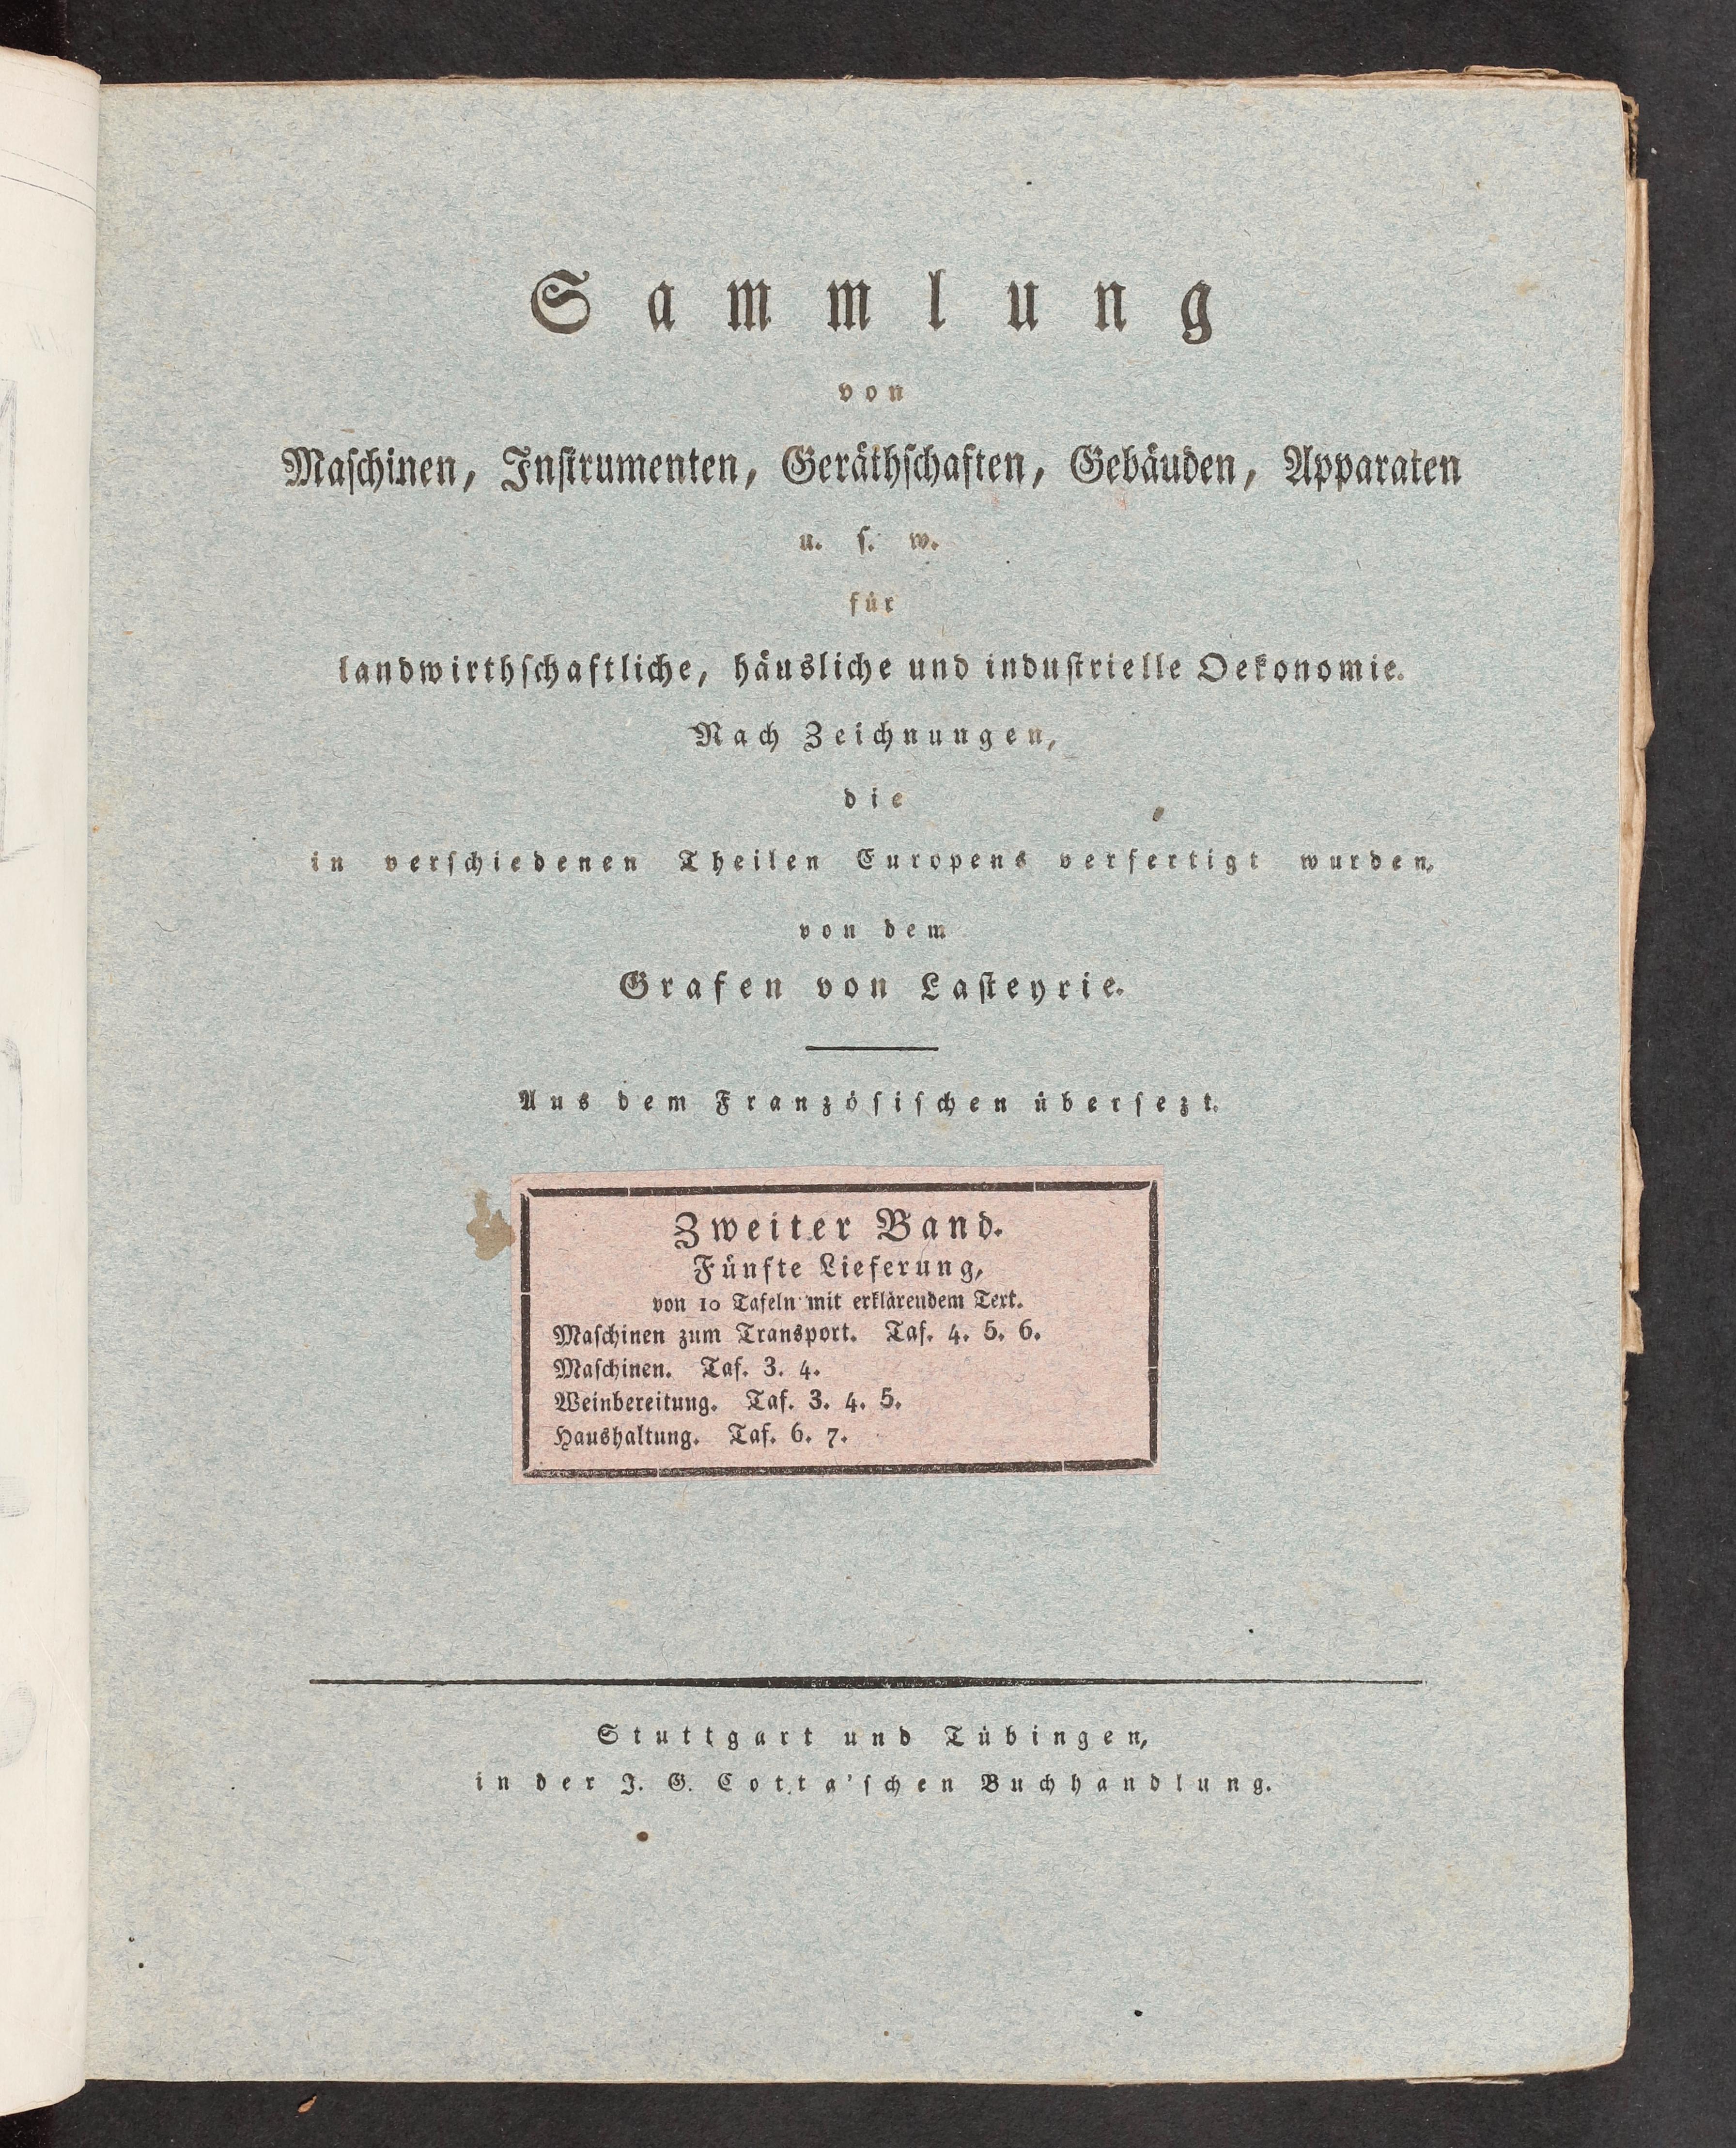 Sammlung
von
Maschinen, Instrumenten, Geräthschaften, Gebäuden, Apparaten
u. s. w.
für
landwirthschaftliche, häusliche und industrielle Oekonomie.
Nach Zeichnungen,
die
in verschiedenen Theilen Europens verfertigt wurden,
von dem
Grafen von Lasteyrie.
Aus dem Französischen übersezt.
Zweiter Band.
Fünfte Lieferung,
von 10 Tafeln mit erklärendem Text.
Maschinen zum Transport. Taf. 4. 5. 6.
Maschinen. Taf. 3. 4.
Weinbereitung. Taf. 3. 4. 5.
Haushaltung. Taf. 6. 7.
Stuttgart und Tübingen,
in der J. G. Cotta'schen Buchhandlung.